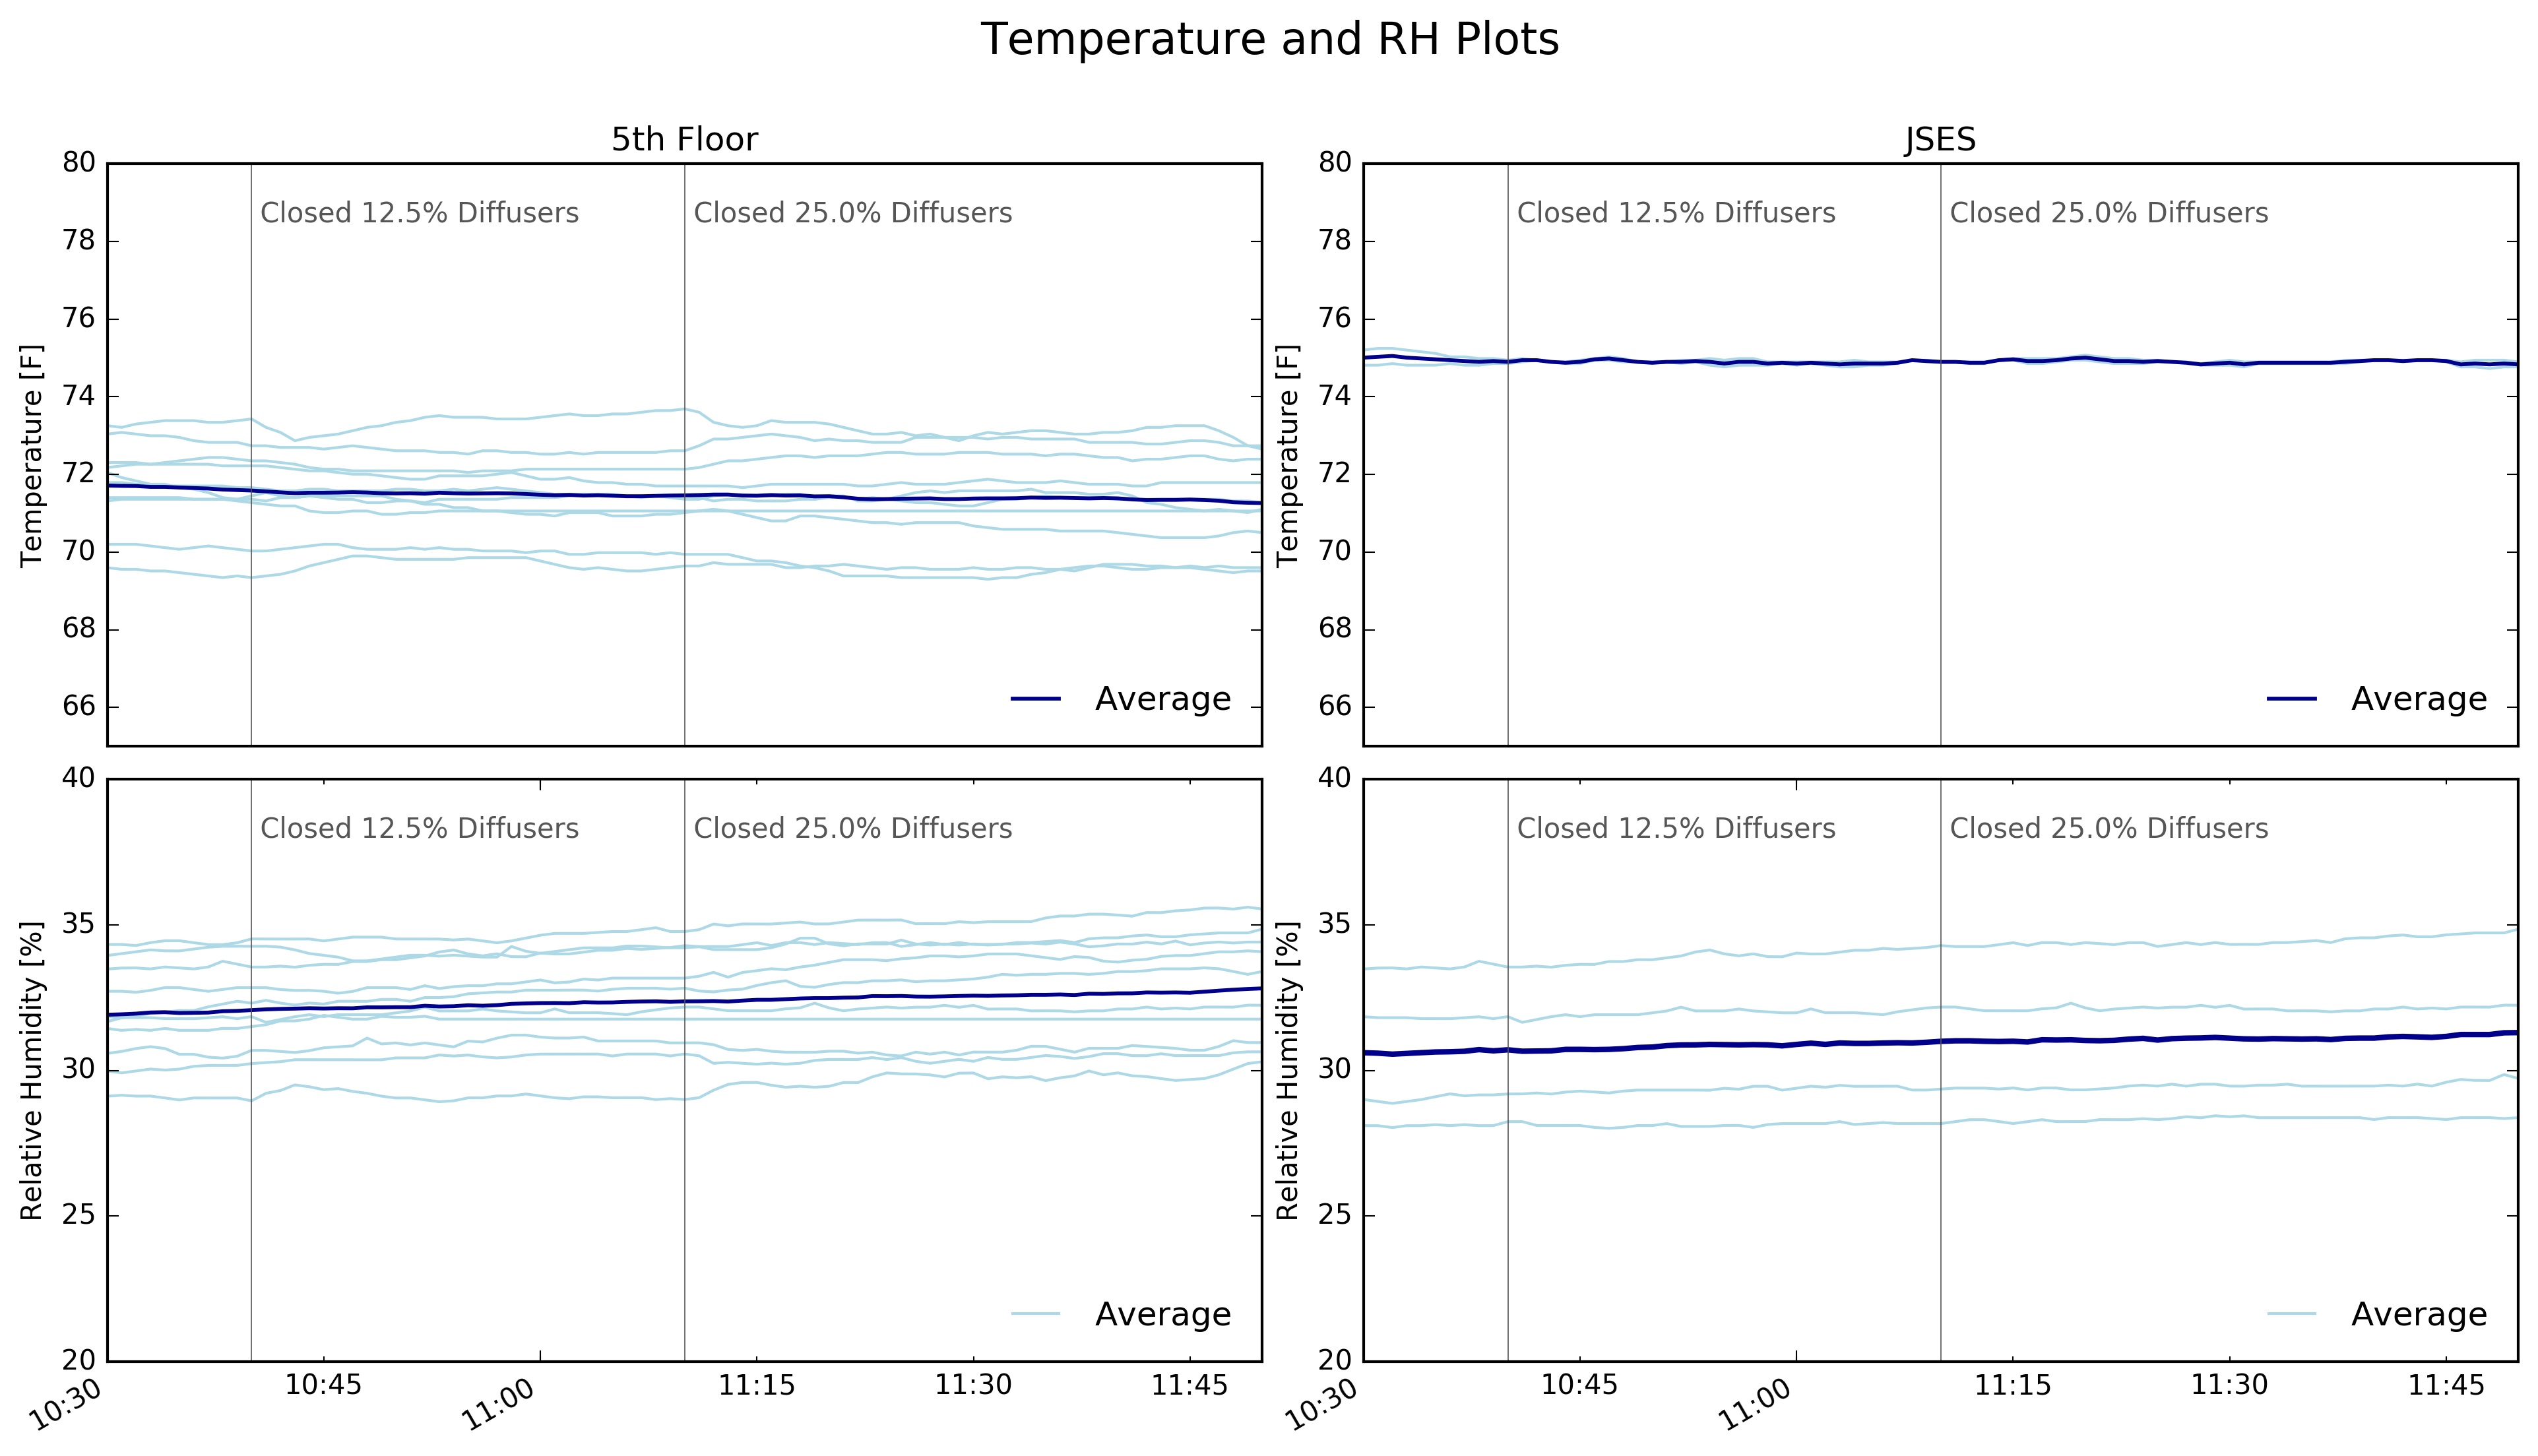 Temperature and RH Plots
5th Floor
80
78
76
74
72
70
68
66
Temperature [F]
Closed 12.5% Diffusers
Closed 25.0% Diffusers
Average
JSES
80
78
76
74
72
70
68
66
Temperature [F]
Closed 12.5% Diffusers
Closed 25.0% Diffusers
Average
40
35
30
25
20
Relative Humidity [%]
Closed 12.5% Diffusers
Closed 25.0% Diffusers
Average
10:30
10:45
11:00
11:15
11:30
11:45
40
35
30
25
20
Relative Humidity [%]
Closed 12.5% Diffusers
Closed 25.0% Diffusers
Average
10:30
10:45
11:00
11:15
11:30
11:45